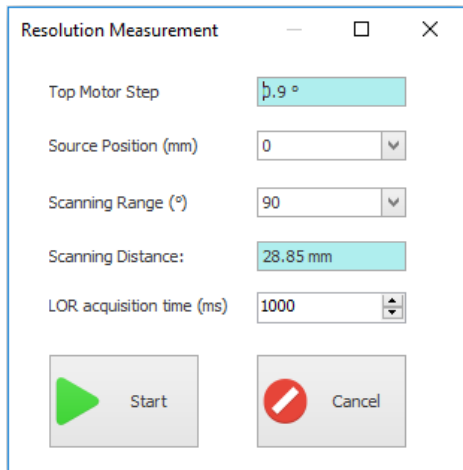 Resolution Measurement
Top Motor Step 0.9 °
Source Position (mm) 0
Scanning Range (º) 90
Scanning Distance: 28.85 mm
LOR acquisition time (ms) 1000
Start Cancel